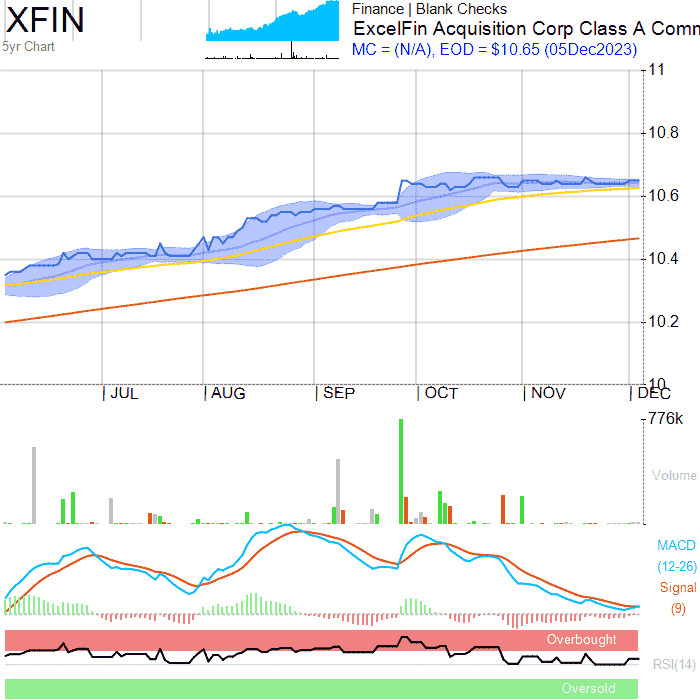 XFIN
5yr Chart
Finance | Blank Checks
ExcelFin Acquisition Corp Class A Comm
MC = (N/A), EOD = $10.65 (05Dec2023)
11
10.8
10.6
10.4
10.2
10
JUL AUG SEP OCT NOV DEC
776k
Volume
MACD
(12-26)
Signal
(9)
Overbought
RSI(14)
Oversold